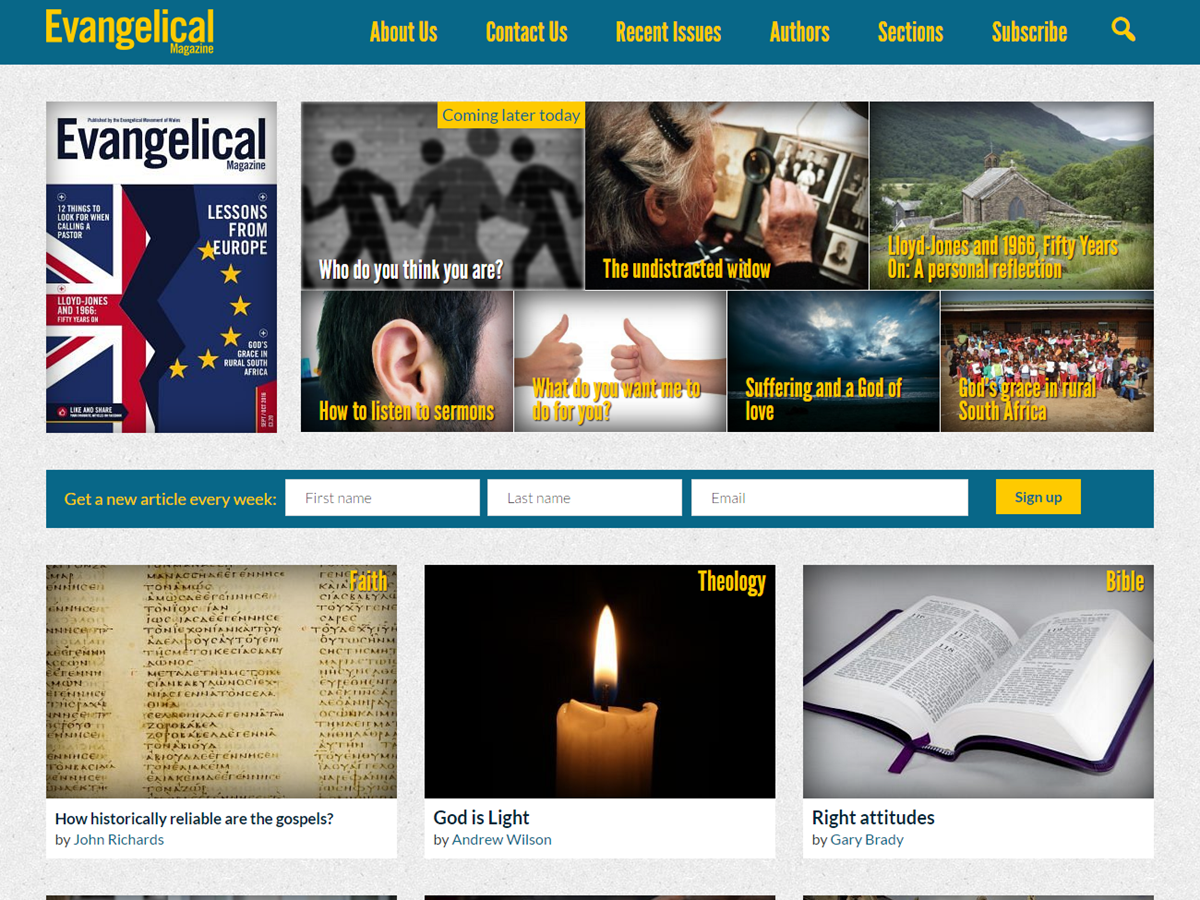 Evangelical
Magazine
About Us
Contact Us
Recent Issues
Authors
Sections
Subscribe
Published by the Evangelical Movement of Wales
Evangelical
Magazine
12 THINGS TO
LOOK FOR WHEN
CALLING A
PASTOR
LESSONS
FROM
EUROPE
LLOYD-JONES
AND 1966:
FIFTY YEARS ON
GOD'S
GRACE IN
RURAL SOUTH
AFRICA
LIKE AND SHARE
Coming later today
Who do you think you are?
The undistracted widow
Lloyd-Jones and 1966, Fifty Years
On: A personal reflection
How to listen to sermons
What do you want me to
do for you?
Suffering and a God of
love
God's grace in rural
South Africa
Get a new article every week:
First name
Last name
Email
Sign up
Faith
How historically reliable are the gospels?
by John Richards
Theology
God is Light
by Andrew Wilson
Bible
Right attitudes
by Gary Brady